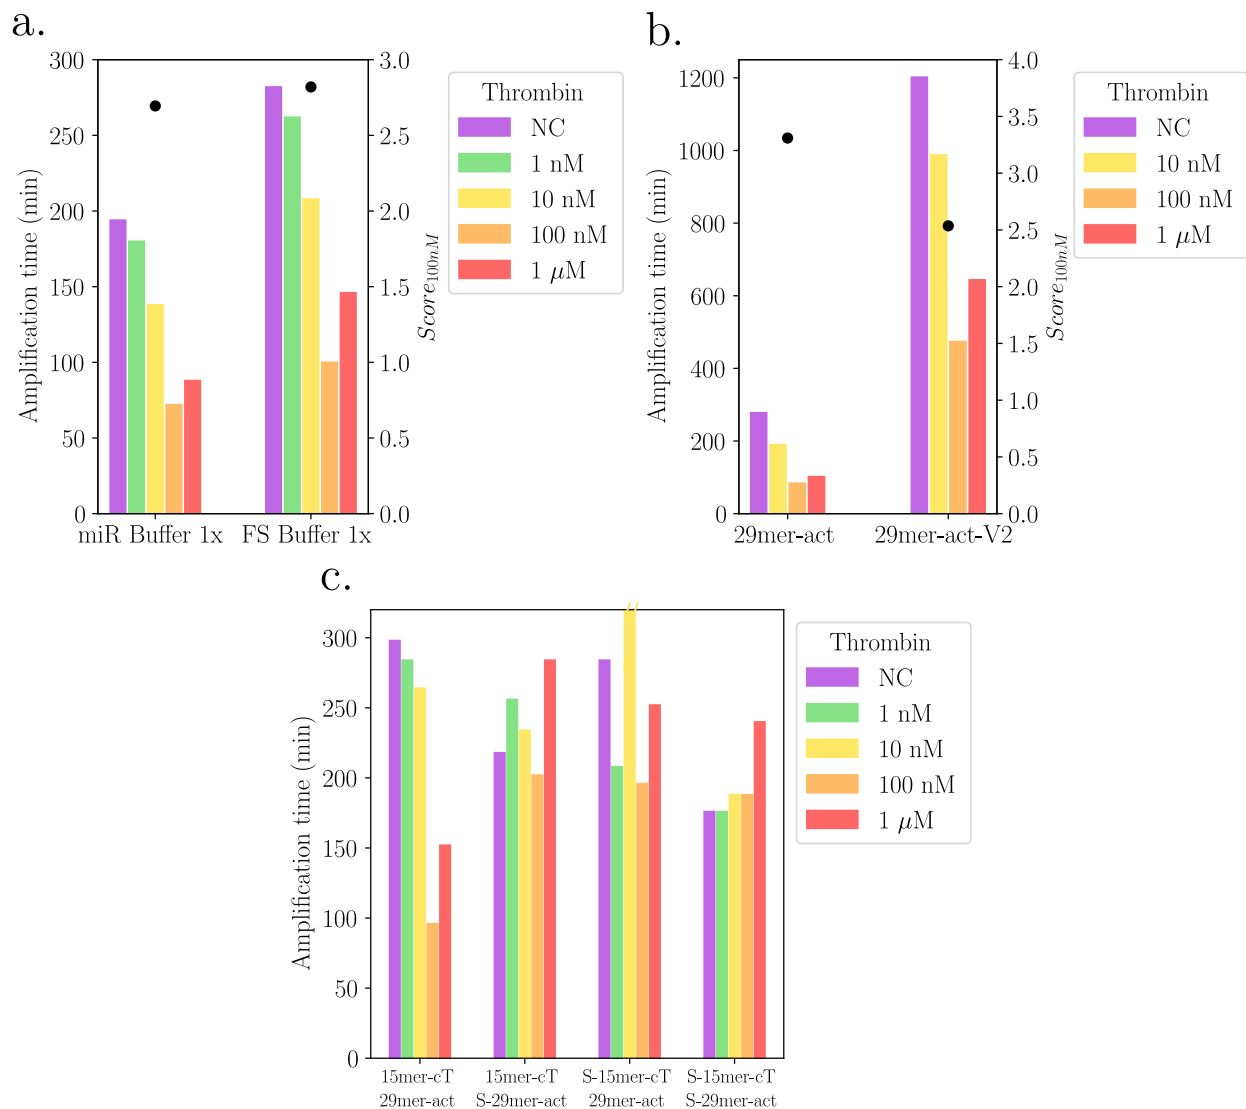 a.
300
250
200
150
100
50
0
Amplification time (min)
miR Buffer 1x
FS Buffer 1x
3.0
2.5
2.0
1.5
1.0
0.5
0.0
Score100nM
Thrombin
NC
1 nM
10 nM
100 nM
1 μM
b.
1200
1000
800
600
400
200
0
Amplification time (min)
29mer-act
29mer-act-V2
4.0
3.5
3.0
2.5
2.0
1.5
1.0
0.5
0.0
Score100nM
Thrombin
NC
10 nM
100 nM
1 μM
c.
300
250
200
150
100
50
0
Amplification time (min)
15mer-cT
29mer-act
15mer-cT
S-29mer-act
S-15mer-cT
29mer-act
S-15mer-cT
S-29mer-act
Thrombin
NC
1 nM
10 nM
100 nM
1 μM